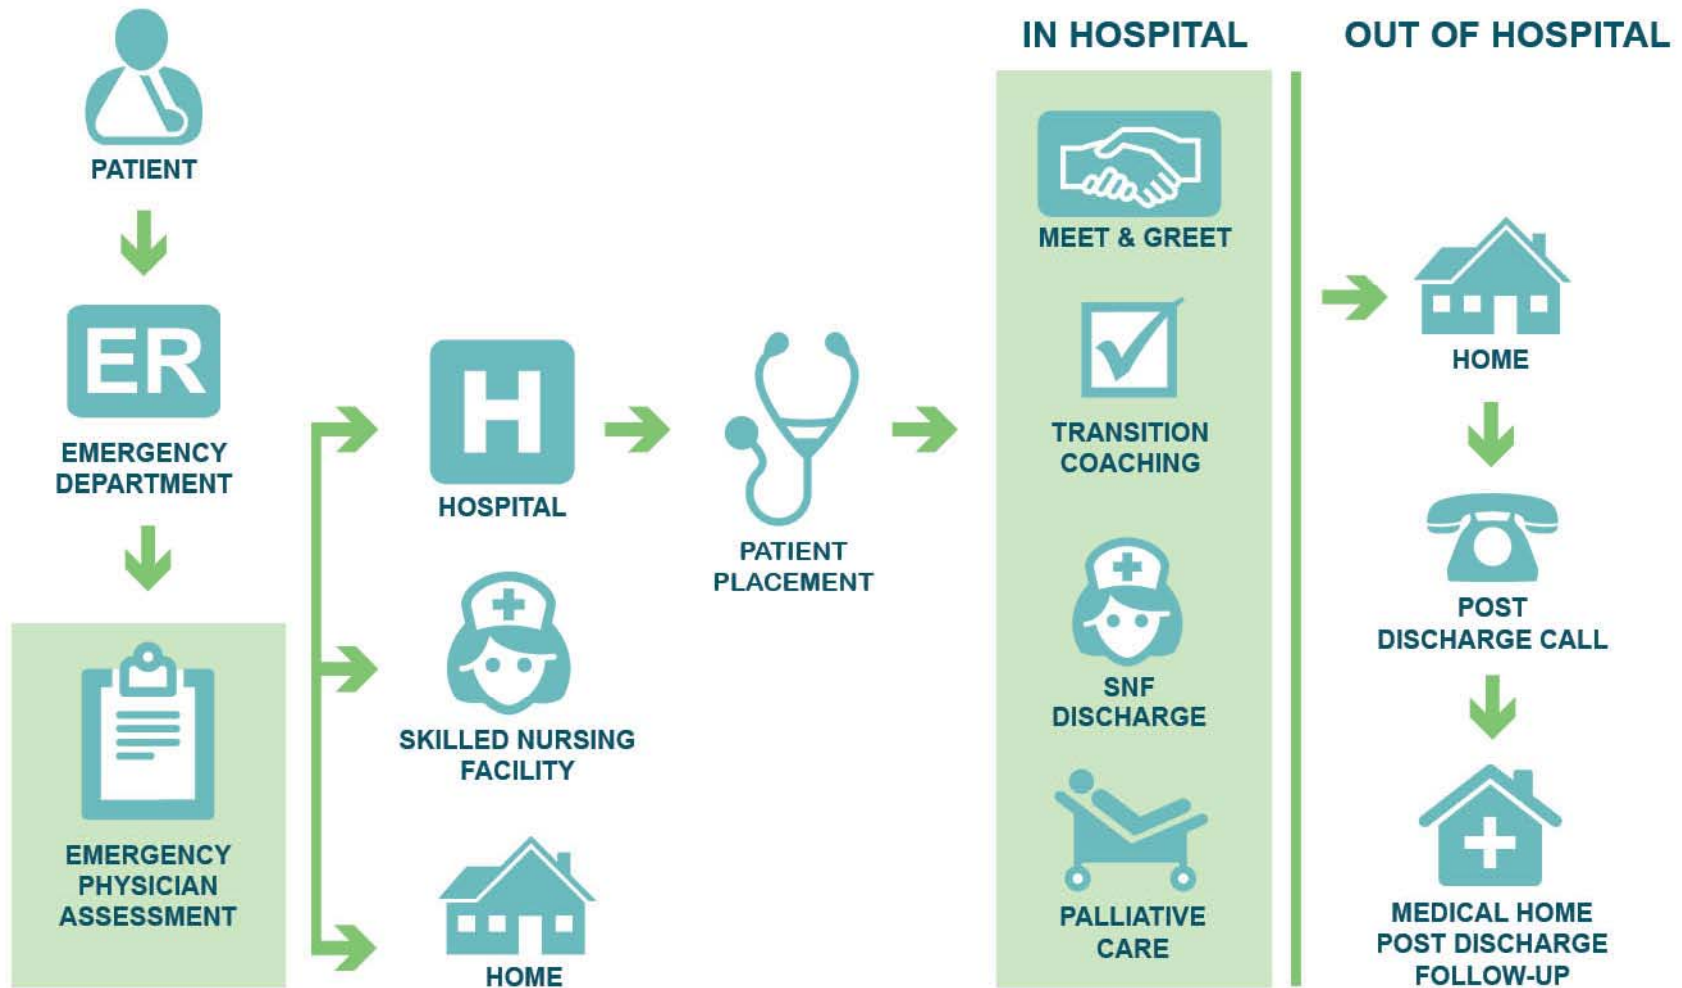 PATIENT
ER
EMERGENCY
DEPARTMENT
EMERGENCY
PHYSICIAN
ASSESSMENT
H
HOSPITAL
SKILLED NURSING
FACILITY
HOME
PATIENT
PLACEMENT
IN HOSPITAL
MEET & GREET
TRANSITION
COACHING
SNF
DISCHARGE
PALLIATIVE
CARE
OUT OF HOSPITAL
HOME
POST
DISCHARGE CALL
MEDICAL HOME
POST DISCHARGE
FOLLOW-UP